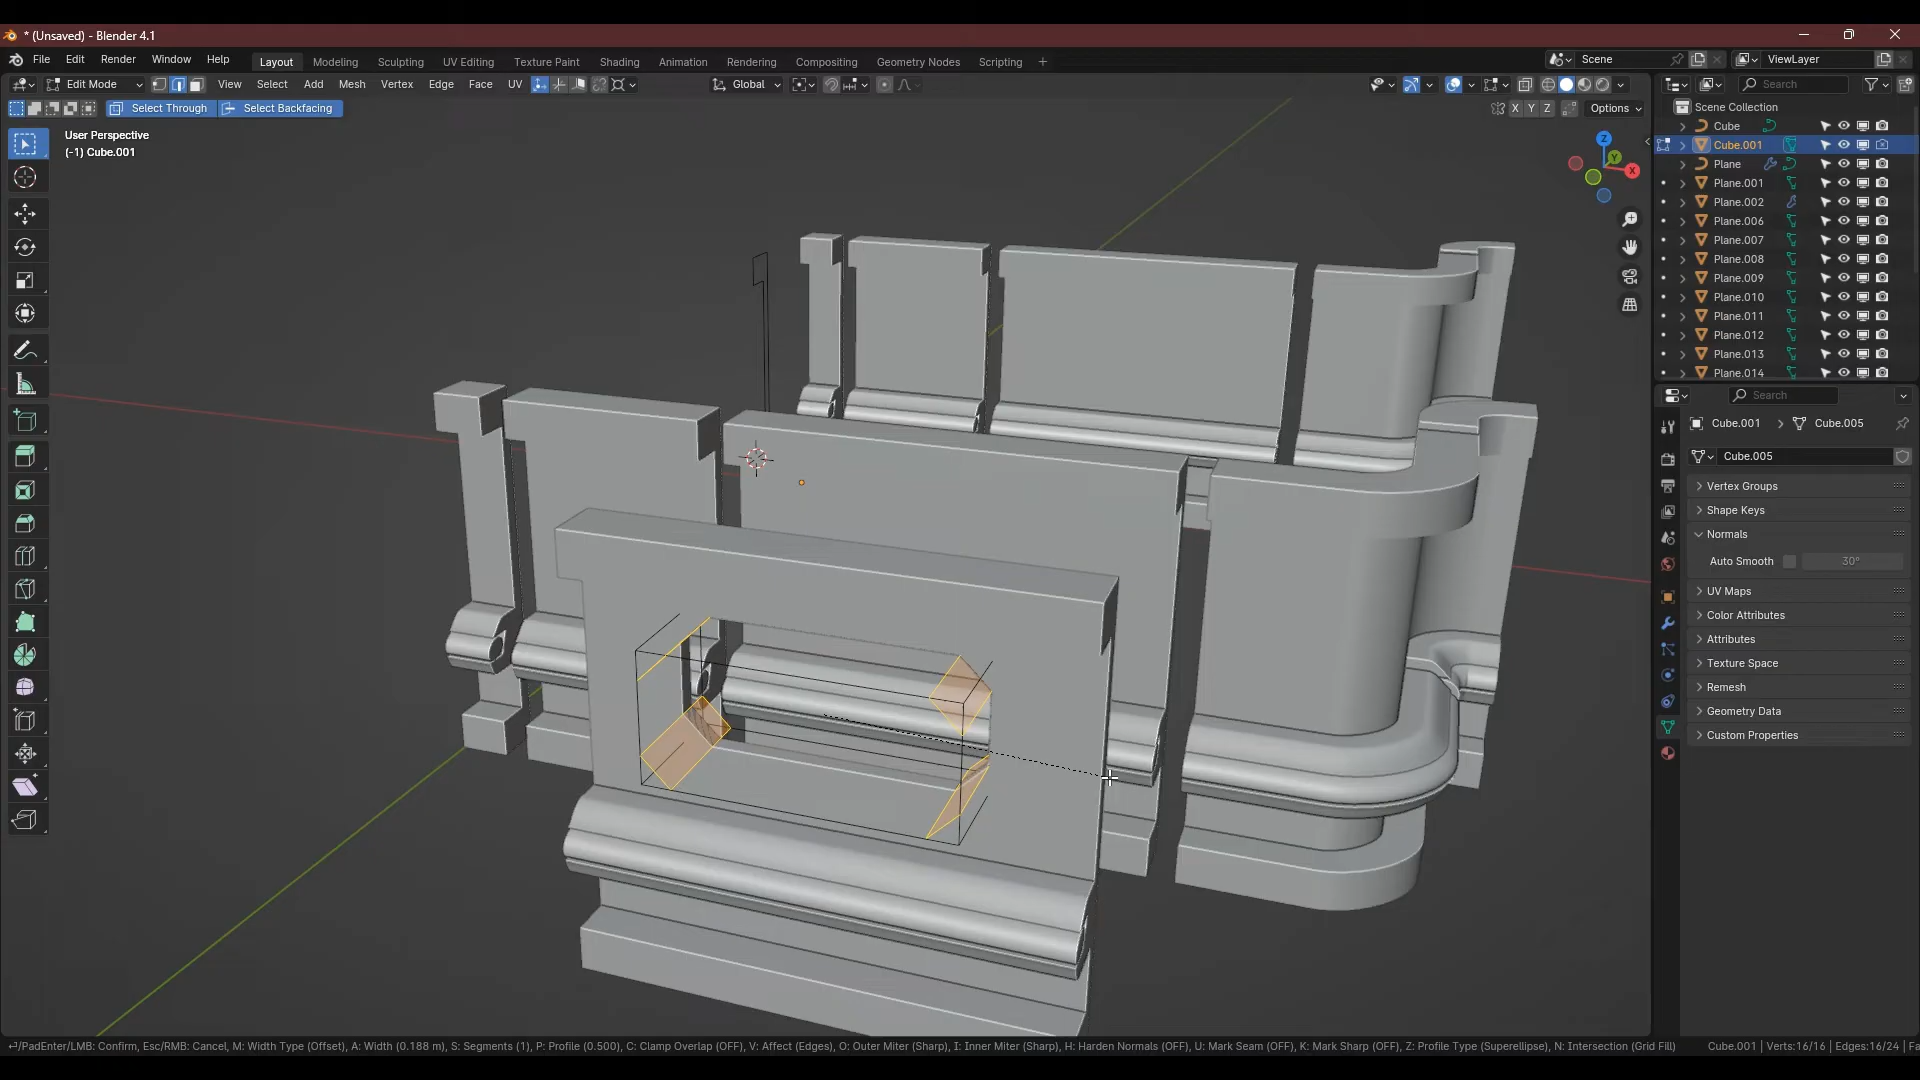 * (Unsaved) - Blender 4.1
File Edit Render Window Help Layout Modeling Sculpting UV Editing Texture Paint Shading Animation Rendering Compositing Geometry Nodes Scripting + Scene ViewLayer
Edit Mode View Select Add Mesh Vertex Edge Face UV Global Search
Select Through Select Backfacing X Y Z Options
Scene Collection
User Perspective
(-1) Cube.001
Z
Y
X
Cube
Cube.001
Plane
Plane.001
Plane.002
Plane.006
Plane.007
Plane.008
Plane.009
Plane.010
Plane.011
Plane.012
Plane.013
Plane.014
Search
Cube.001 > Cube.005
Cube.005
Vertex Groups
Shape Keys
Normals
Auto Smooth 30°
UV Maps
Color Attributes
Attributes
Texture Space
Remesh
Geometry Data
Custom Properties
⏎/PadEnter/LMB: Confirm, Esc/RMB: Cancel, M: Width Type (Offset), A: Width (0.188 m), S: Segments (1), P: Profile (0.500), C: Clamp Overlap (OFF), V: Affect (Edges), O: Outer Miter (Sharp), I: Inner Miter (Sharp), H: Harden Normals (OFF), U: Mark Seam (OFF), K: Mark Sharp (OFF), Z: Profile Type (Superellipse), N: Intersection (Grid Fill) Cube.001 | Verts:16/16 | Edges:16/24 | Fa